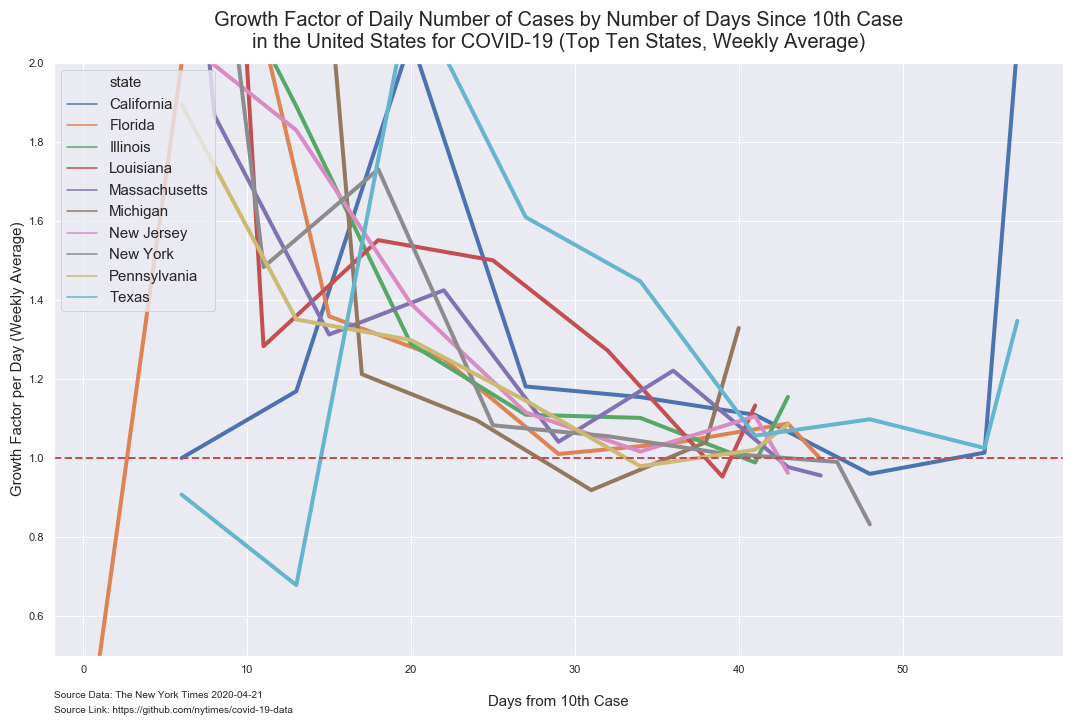 Growth Factor of Daily Number of Cases by Number of Days Since 10th Case
in the United States for COVID-19 (Top Ten States, Weekly Average)
Growth Factor per Day (Weekly Average)
2.0
1.8
1.6
1.4
1.2
1.0
0.8
0.6
state
California
Florida
Illinois
Louisiana
Massachusetts
Michigan
New Jersey
New York
Pennsylvania
Texas
0 10 20 30 40 50
Days from 10th Case
Source Data: The New York Times 2020-04-21
Source Link: https://github.com/nytimes/covid-19-data